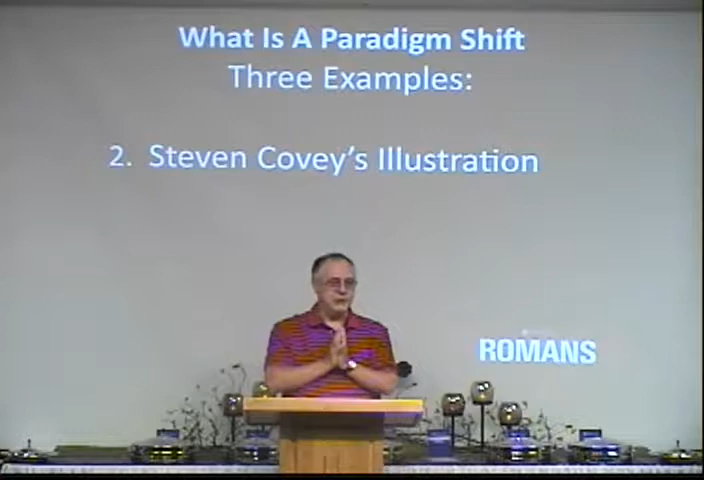 What Is A Paradigm Shift
Three Examples:
2. Steven Covey's Illustration
ROMANS